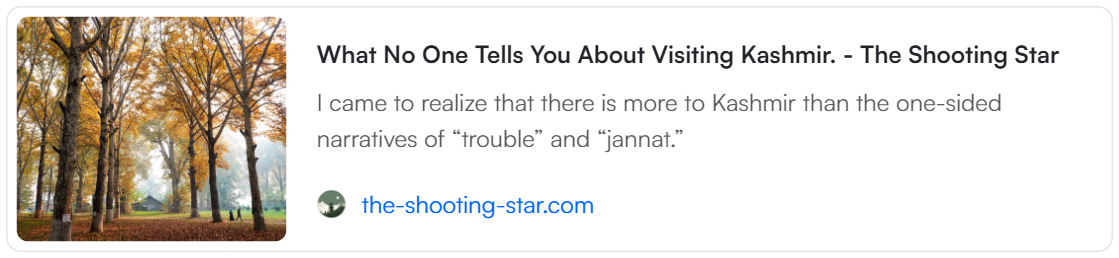 What No One Tells You About Visiting Kashmir. - The Shooting Star
I came to realize that there is more to Kashmir than the one-sided
narratives of “trouble” and “jannat.”
the-shooting-star.com